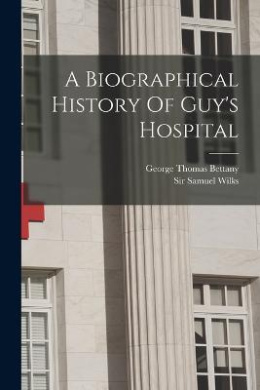 A Biographical
History Of Guy's
Hospital
George Thomas Bettany
Sir Samuel Wilks